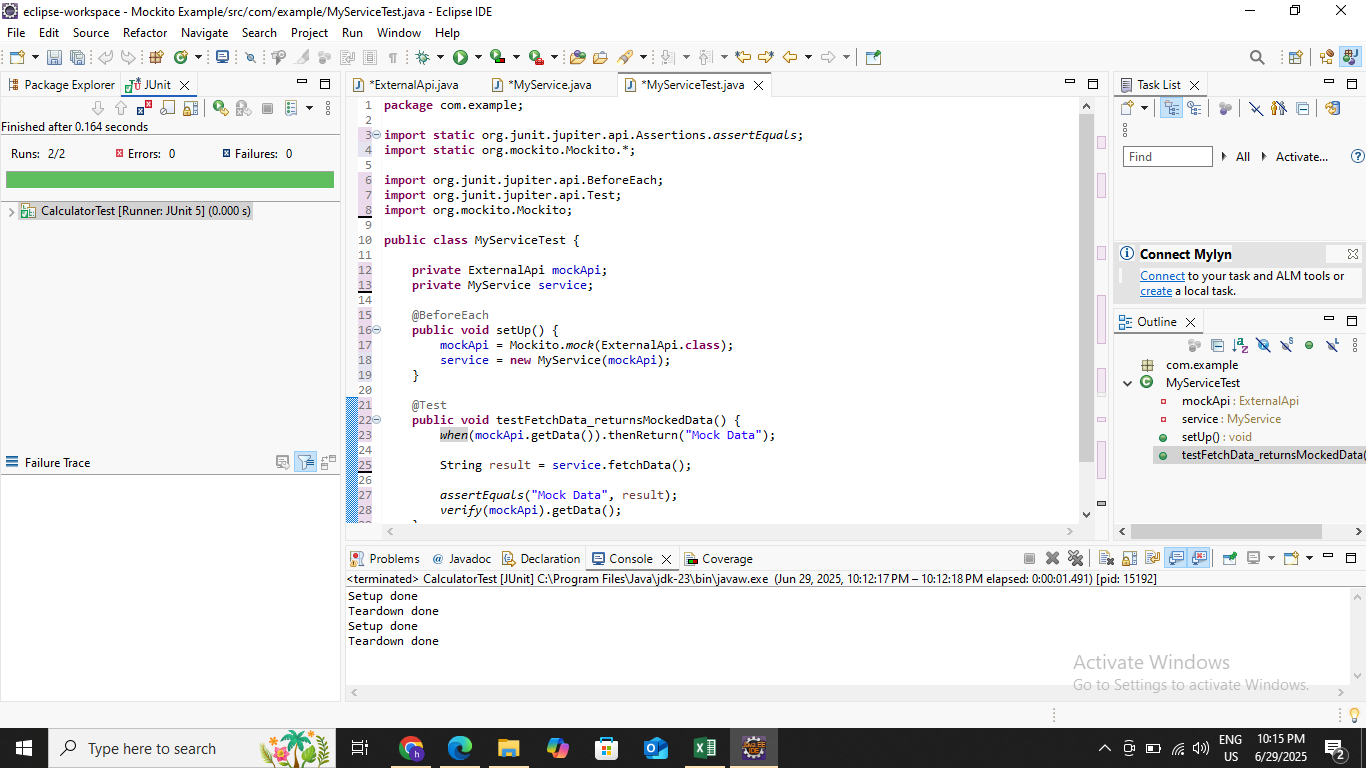 eclipse-workspace - Mockito Example/src/com/example/MyServiceTest.java - Eclipse IDE
File Edit Source Refactor Navigate Search Project Run Window Help
Package Explorer JUnit
Finished after 0.164 seconds
Runs: 2/2 Errors: 0 Failures: 0
CalculatorTest [Runner: JUnit 5] (0.000 s)
Failure Trace
*ExternalApi.java *MyService.java *MyServiceTest.java
1 package com.example;
2
3 import static org.junit.jupiter.api.Assertions.assertEquals;
4 import static org.mockito.Mockito.*;
5
6 import org.junit.jupiter.api.BeforeEach;
7 import org.junit.jupiter.api.Test;
8 import org.mockito.Mockito;
9
10 public class MyServiceTest {
11
12 private ExternalApi mockApi;
13 private MyService service;
14
15 @BeforeEach
16 public void setUp() {
17 mockApi = Mockito.mock(ExternalApi.class);
18 service = new MyService(mockApi);
19 }
20
21 @Test
22 public void testFetchData_returnsMockedData() {
23 when(mockApi.getData()).thenReturn("Mock Data");
24
25 String result = service.fetchData();
26
27 assertEquals("Mock Data", result);
28 verify(mockApi).getData();
Task List
Find All Activate...
Connect Mylyn
Connect to your task and ALM tools or
create a local task.
Outline
com.example
MyServiceTest
mockApi : ExternalApi
service : MyService
setUp() : void
testFetchData_returnsMockedData(
Problems @ Javadoc Declaration Console Coverage
<terminated> CalculatorTest [JUnit] C:\Program Files\Java\jdk-23\bin\javaw.exe (Jun 29, 2025, 10:12:17 PM – 10:12:18 PM elapsed: 0:00:01.491) [pid: 15192]
Setup done
Teardown done
Setup done
Teardown done
Activate Windows
Go to Settings to activate Windows.
Type here to search
ENG
US
10:15 PM
6/29/2025
2